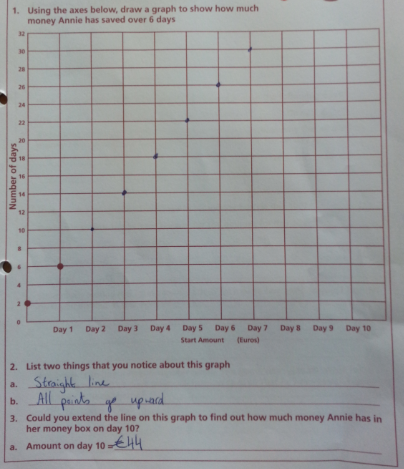 1. Using the axes below, draw a graph to show how much
money Annie has saved over 6 days
32
30
28
26
24
22
20
18
16
14
12
10
8
6
4
2
0
Number of days
Day 1 Day 2 Day 3 Day 4 Day 5 Day 6 Day 7 Day 8 Day 9 Day 10
Start Amount (Euros)
2. List two things that you notice about this graph
a. Straight line
b. All points go upward
3. Could you extend the line on this graph to find out how much money Annie has in
her money box on day 10?
a. Amount on day 10 = €44